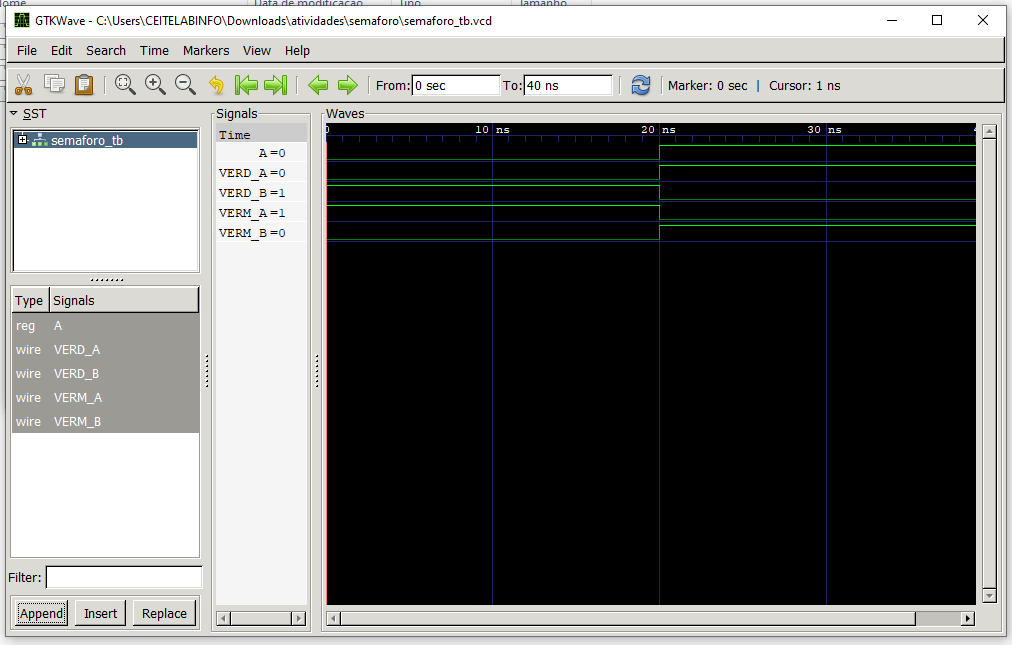 Nome Data de modificação Tipo Tamanho
GTKWave - C:\Users\CEITELABINFO\Downloads\atividades\semaforo\semaforo_tb.vcd
File Edit Search Time Markers View Help
From: 0 sec To: 40 ns Marker: 0 sec | Cursor: 1 ns
SST
semaforo_tb
Type Signals
reg A
wire VERD_A
wire VERD_B
wire VERM_A
wire VERM_B
Filter:
Append Insert Replace
Signals
Time
A =0
VERD_A =0
VERD_B =1
VERM_A =1
VERM_B =0
Waves
0 10 ns 20 ns 30 ns